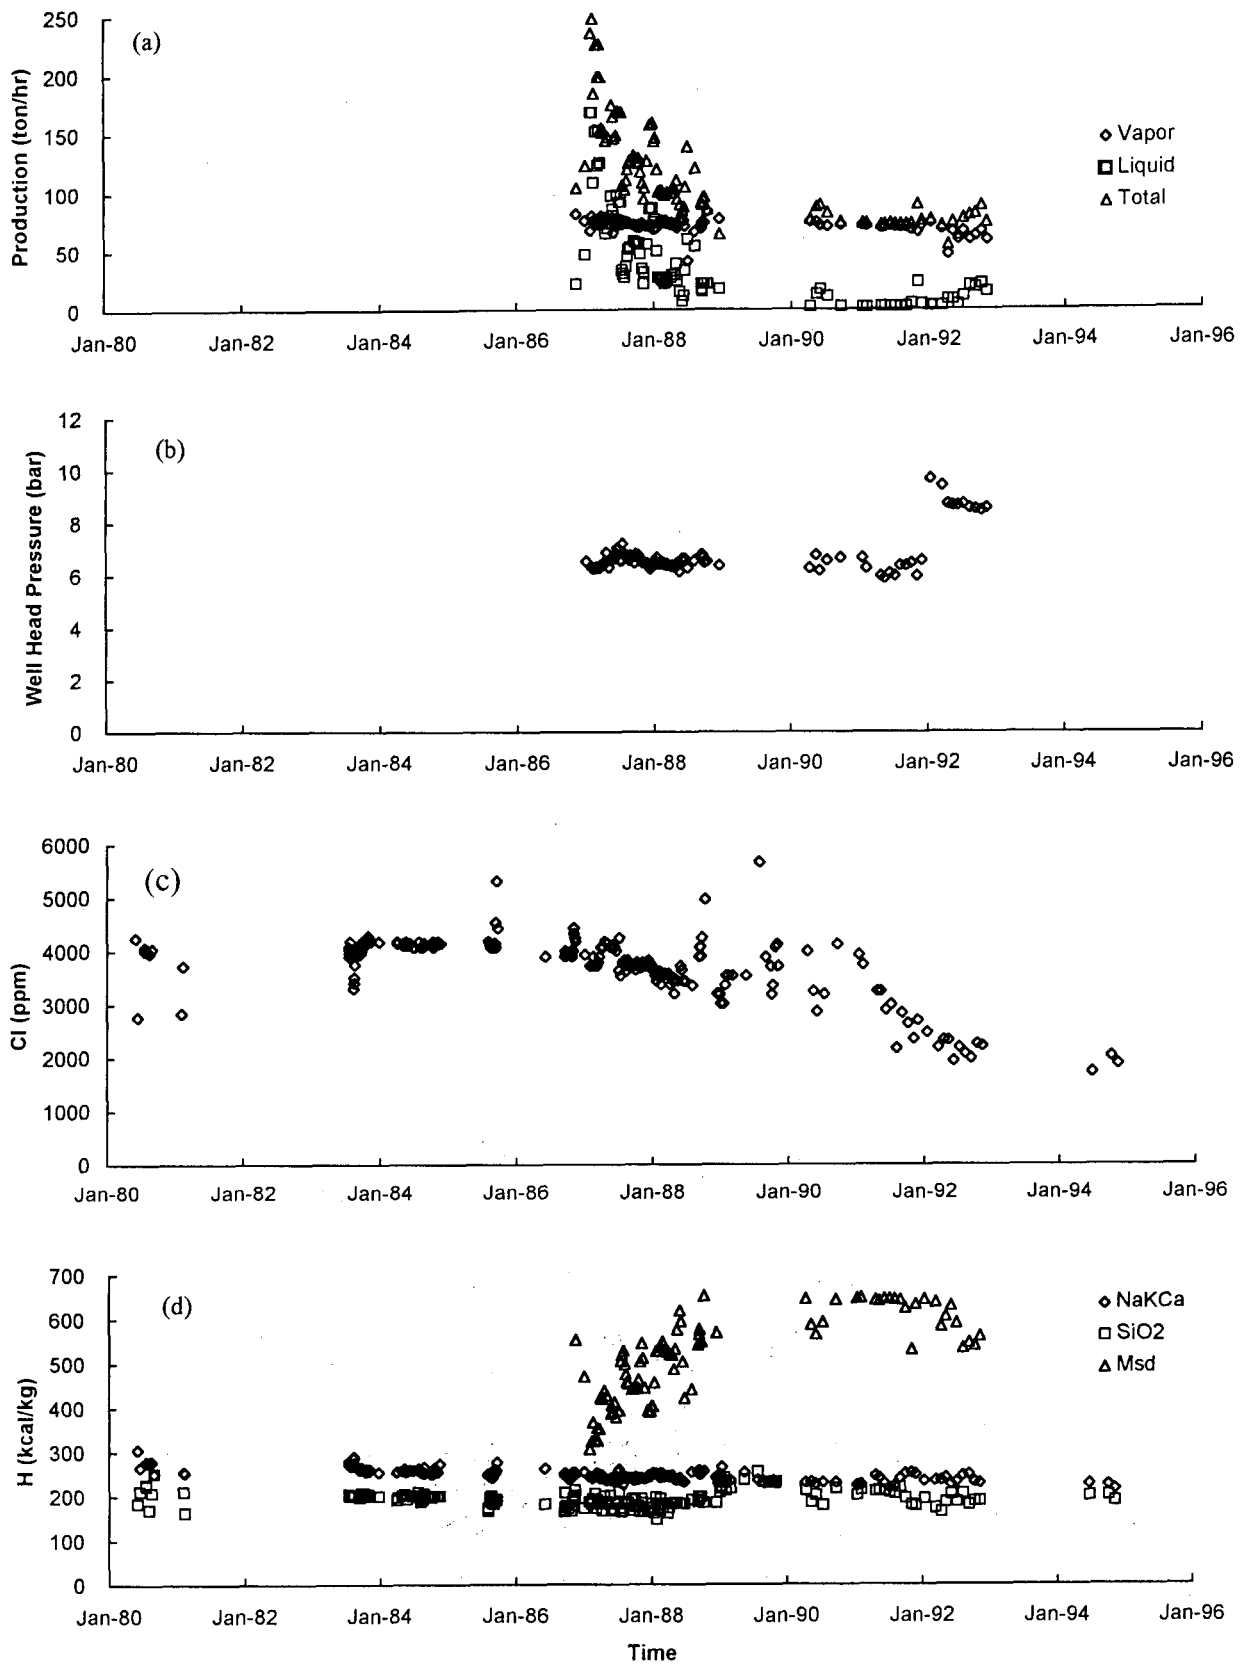 (a)
Production (ton/hr)
250
200
150
100
50
0
Vapor
Liquid
Total
Jan-80 Jan-82 Jan-84 Jan-86 Jan-88 Jan-90 Jan-92 Jan-94 Jan-96
(b)
Well Head Pressure (bar)
12
10
8
6
4
2
0
Jan-80 Jan-82 Jan-84 Jan-86 Jan-88 Jan-90 Jan-92 Jan-94 Jan-96
(c)
Cl (ppm)
6000
5000
4000
3000
2000
1000
0
Jan-80 Jan-82 Jan-84 Jan-86 Jan-88 Jan-90 Jan-92 Jan-94 Jan-96
(d)
H (kcal/kg)
700
600
500
400
300
200
100
0
NaKCa
SiO2
Msd
Jan-80 Jan-82 Jan-84 Jan-86 Jan-88 Jan-90 Jan-92 Jan-94 Jan-96
Time